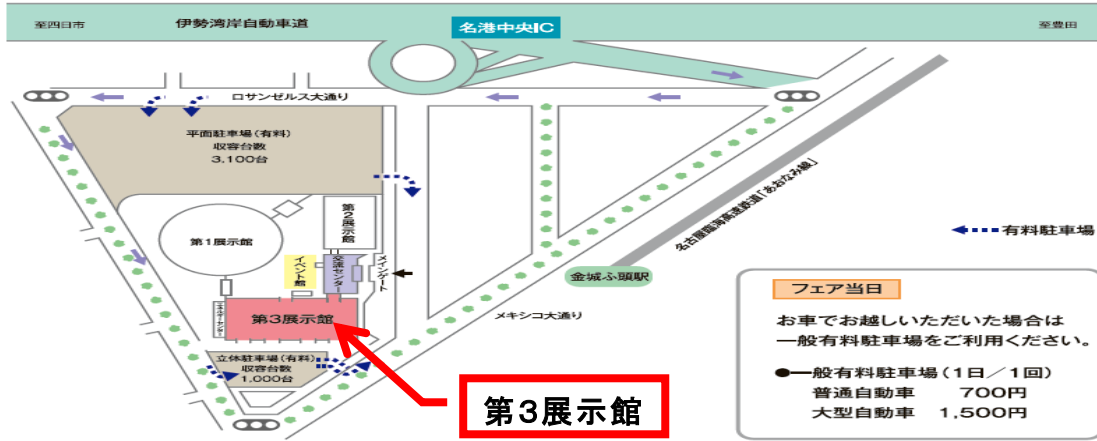 至四日市
伊勢湾岸自動車道
名港中央IC
至豊田
ロサンゼルス大通り
平面駐車場(有料)
収容台数
3,100台
名古屋臨海高速鉄道「あおなみ線」
第1展示館
第2展示館
イベント館
交流センター
メインゲート
有料駐車場
金城ふ頭駅
エネルギーセンター
第3展示館
メキシコ大通り
立体駐車場(有料)
収容台数
1,000台
第3展示館
フェア当日
お車でお越しいただいた場合は
一般有料駐車場をご利用ください。
●一般有料駐車場(1日/1回)
普通自動車 700円
大型自動車 1,500円